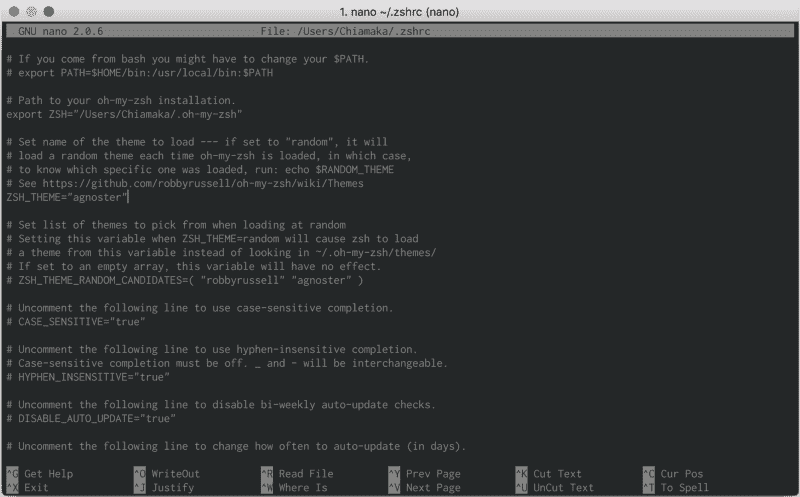 1. nano ~/.zshrc (nano)
GNU nano 2.0.6 File: /Users/Chiamaka/.zshrc
# If you come from bash you might have to change your $PATH.
# export PATH=$HOME/bin:/usr/local/bin:$PATH
# Path to your oh-my-zsh installation.
export ZSH="/Users/Chiamaka/.oh-my-zsh"
# Set name of the theme to load --- if set to "random", it will
# load a random theme each time oh-my-zsh is loaded, in which case,
# to know which specific one was loaded, run: echo $RANDOM_THEME
# See https://github.com/robbyrussell/oh-my-zsh/wiki/Themes
ZSH_THEME="agnoster"
# Set list of themes to pick from when loading at random
# Setting this variable when ZSH_THEME=random will cause zsh to load
# a theme from this variable instead of looking in ~/.oh-my-zsh/themes/
# If set to an empty array, this variable will have no effect.
# ZSH_THEME_RANDOM_CANDIDATES=( "robbyrussell" "agnoster" )
# Uncomment the following line to use case-sensitive completion.
# CASE_SENSITIVE="true"
# Uncomment the following line to use hyphen-insensitive completion.
# Case-sensitive completion must be off. _ and - will be interchangeable.
# HYPHEN_INSENSITIVE="true"
# Uncomment the following line to disable bi-weekly auto-update checks.
# DISABLE_AUTO_UPDATE="true"
# Uncomment the following line to change how often to auto-update (in days).
^G Get Help ^O WriteOut ^R Read File ^Y Prev Page ^K Cut Text ^C Cur Pos
^X Exit ^J Justify ^W Where Is ^V Next Page ^U UnCut Text ^T To Spell